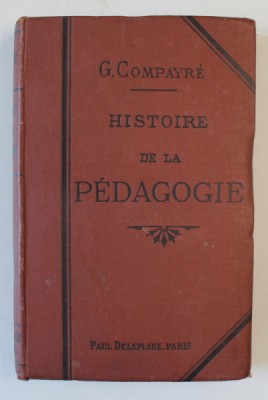 G. COMPAYRÉ
HISTOIRE
DE LA
PÉDAGOGIE
PAUL DELAPLANE, PARIS